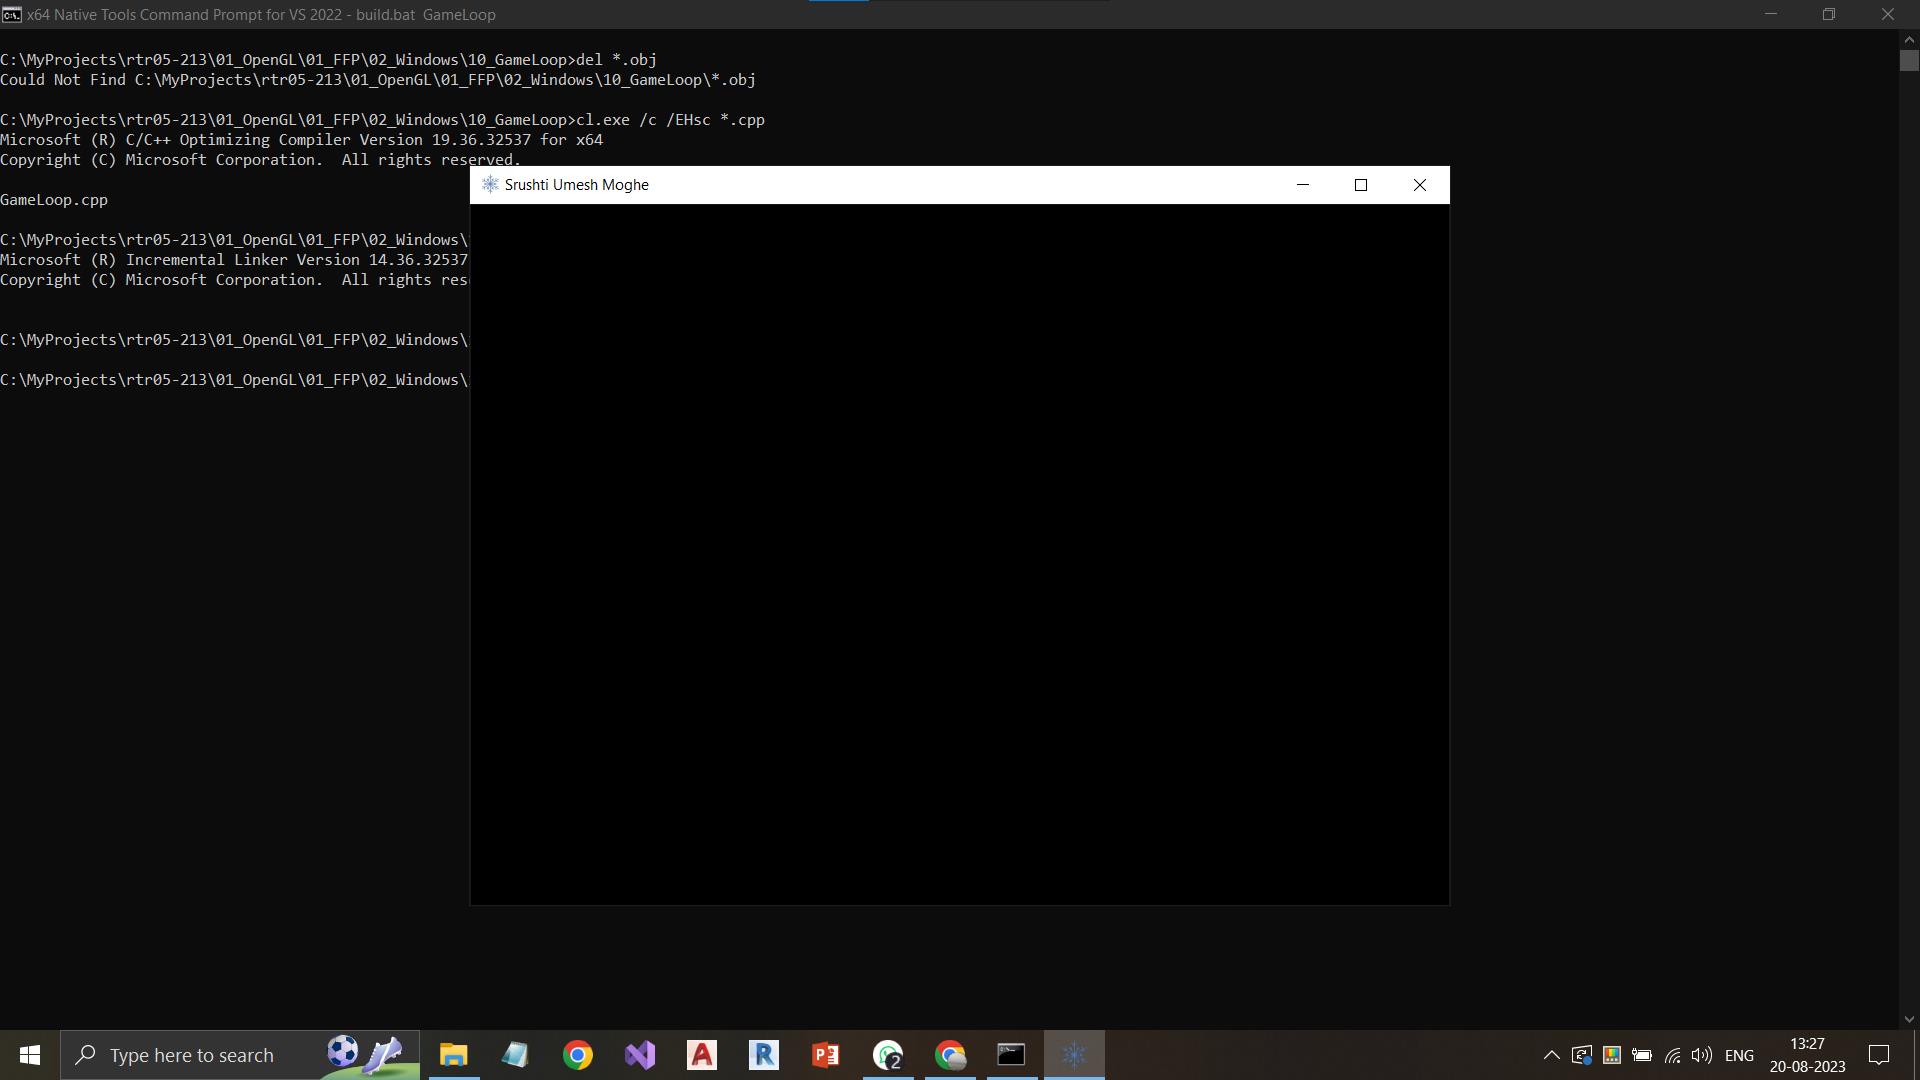 x64 Native Tools Command Prompt for VS 2022 - build.bat  GameLoop
C:\MyProjects\rtr05-213\01_OpenGL\01_FFP\02_Windows\10_GameLoop>del *.obj
Could Not Find C:\MyProjects\rtr05-213\01_OpenGL\01_FFP\02_Windows\10_GameLoop\*.obj
C:\MyProjects\rtr05-213\01_OpenGL\01_FFP\02_Windows\10_GameLoop>cl.exe /c /EHsc *.cpp
Microsoft (R) C/C++ Optimizing Compiler Version 19.36.32537 for x64
Copyright (C) Microsoft Corporation.  All rights reserved.
GameLoop.cpp
C:\MyProjects\rtr05-213\01_OpenGL\01_FFP\02_Windows\
Microsoft (R) Incremental Linker Version 14.36.32537
Copyright (C) Microsoft Corporation.  All rights res
C:\MyProjects\rtr05-213\01_OpenGL\01_FFP\02_Windows\
C:\MyProjects\rtr05-213\01_OpenGL\01_FFP\02_Windows\
Srushti Umesh Moghe
Type here to search
2
ENG
13:27
20-08-2023